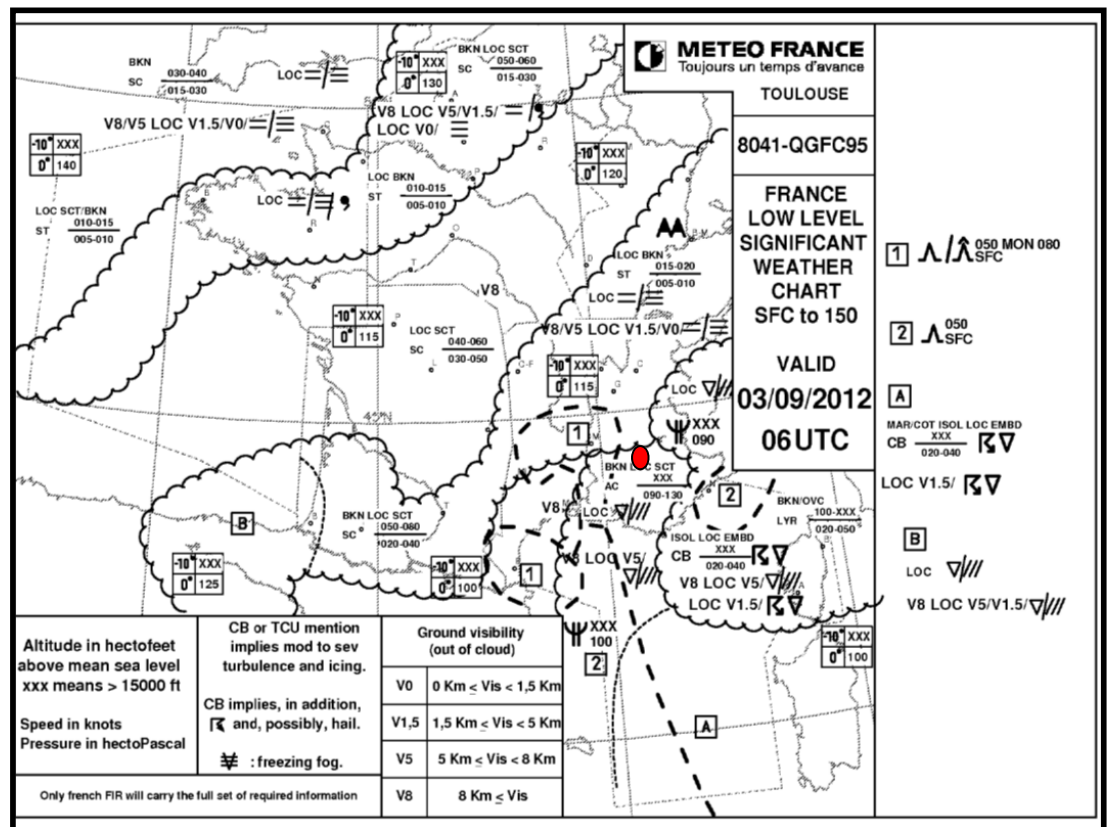 METEO FRANCE
Toujours un temps d'avance
TOULOUSE
8041-QGFC95
FRANCE
LOW LEVEL
SIGNIFICANT
WEATHER
CHART
SFC to 150
VALID
03/09/2012
06UTC
BKN
SC 030-040
015-030
LOC
V8/V5 LOC V1.5/V0/
-10° XXX
0° 140
-10° XXX
0° 130
BKN LOC SCT
SC 050-060
015-030
V8 LOC V5/V1.5/
LOC V0/
-10° XXX
0° 120
LOC BKN
ST 010-015
005-010
LOC
LOC SCT/BKN
ST 010-015
005-010
LOC BKN
ST 015-020
005-010
LOC
V8/V5 LOC V1.5/V0/
V8
-10° XXX
0° 115
LOC SCT
SC 040-060
030-050
-10° XXX
0° 115
45°N
LOC
XXX
090
1
BKN LOC SCT
XXX
AC 090-130
LOC
V8
V8 LOC V5/
2
BKN/OVC
LYR 100-XXX
020-050
ISOL LOC EMBD
CB XXX
020-040
V8 LOC V5/
LOC V1.5/
B
BKN LOC SCT
SC 050-080
020-040
-10° XXX
0° 125
-10° XXX
0° 100
1
XXX
100
2
-10° XXX
0° 100
A
1 050 MON 080
SFC
2 050
SFC
A
MAR/COT ISOL LOC EMBD
CB XXX
020-040
LOC V1.5/
B
LOC
V8 LOC V5/V1.5/
Altitude in hectofeet
above mean sea level
xxx means > 15000 ft
Speed in knots
Pressure in hectoPascal
CB or TCU mention
implies mod to sev
turbulence and icing.
CB implies, in addition,
and, possibly, hail.
: freezing fog.
Ground visibility
(out of cloud)
V0 0 Km ≤ Vis < 1,5 Km
V1,5 1,5 Km ≤ Vis < 5 Km
V5 5 Km ≤ Vis < 8 Km
V8 8 Km ≤ Vis
Only french FIR will carry the full set of required information